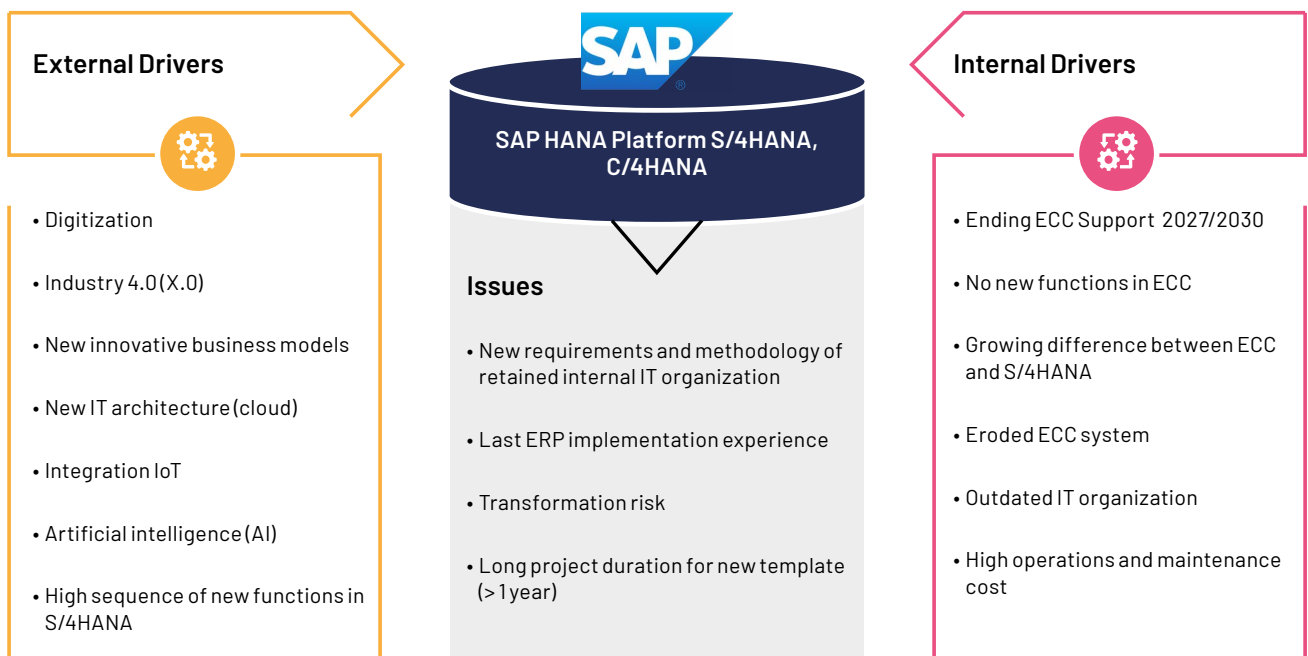 External Drivers
• Digitization
• Industry 4.0 (X.0)
• New innovative business models
• New IT architecture (cloud)
• Integration IoT
• Artificial intelligence (AI)
• High sequence of new functions in
S/4HANA
SAP
®
SAP HANA Platform S/4HANA,
C/4HANA
Issues
• New requirements and methodology of
retained internal IT organization
• Last ERP implementation experience
• Transformation risk
• Long project duration for new template
(> 1 year)
Internal Drivers
• Ending ECC Support 2027/2030
• No new functions in ECC
• Growing difference between ECC
and S/4HANA
• Eroded ECC system
• Outdated IT organization
• High operations and maintenance
cost